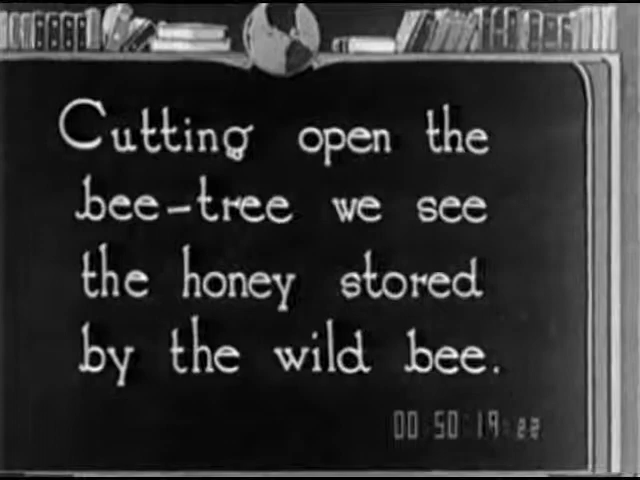 Cutting open the
bee-tree we see
the honey stored
by the wild bee.
00:50:19:22